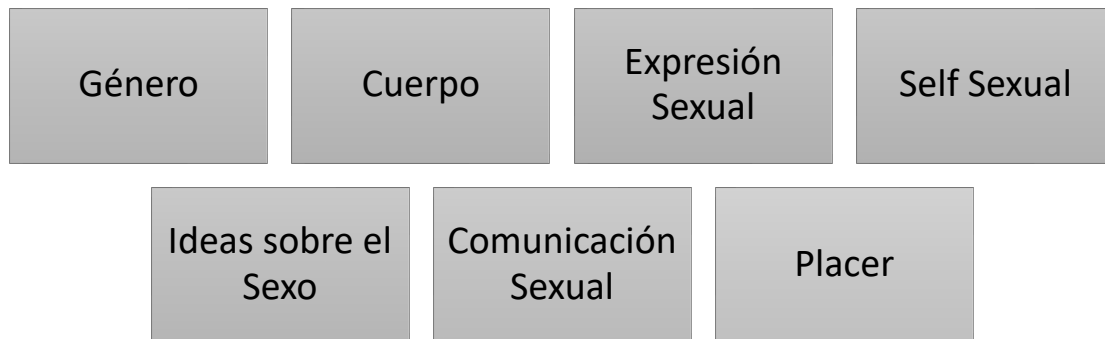 Género
Cuerpo
Expresión
Sexual
Self Sexual
Ideas sobre el
Sexo
Comunicación
Sexual
Placer